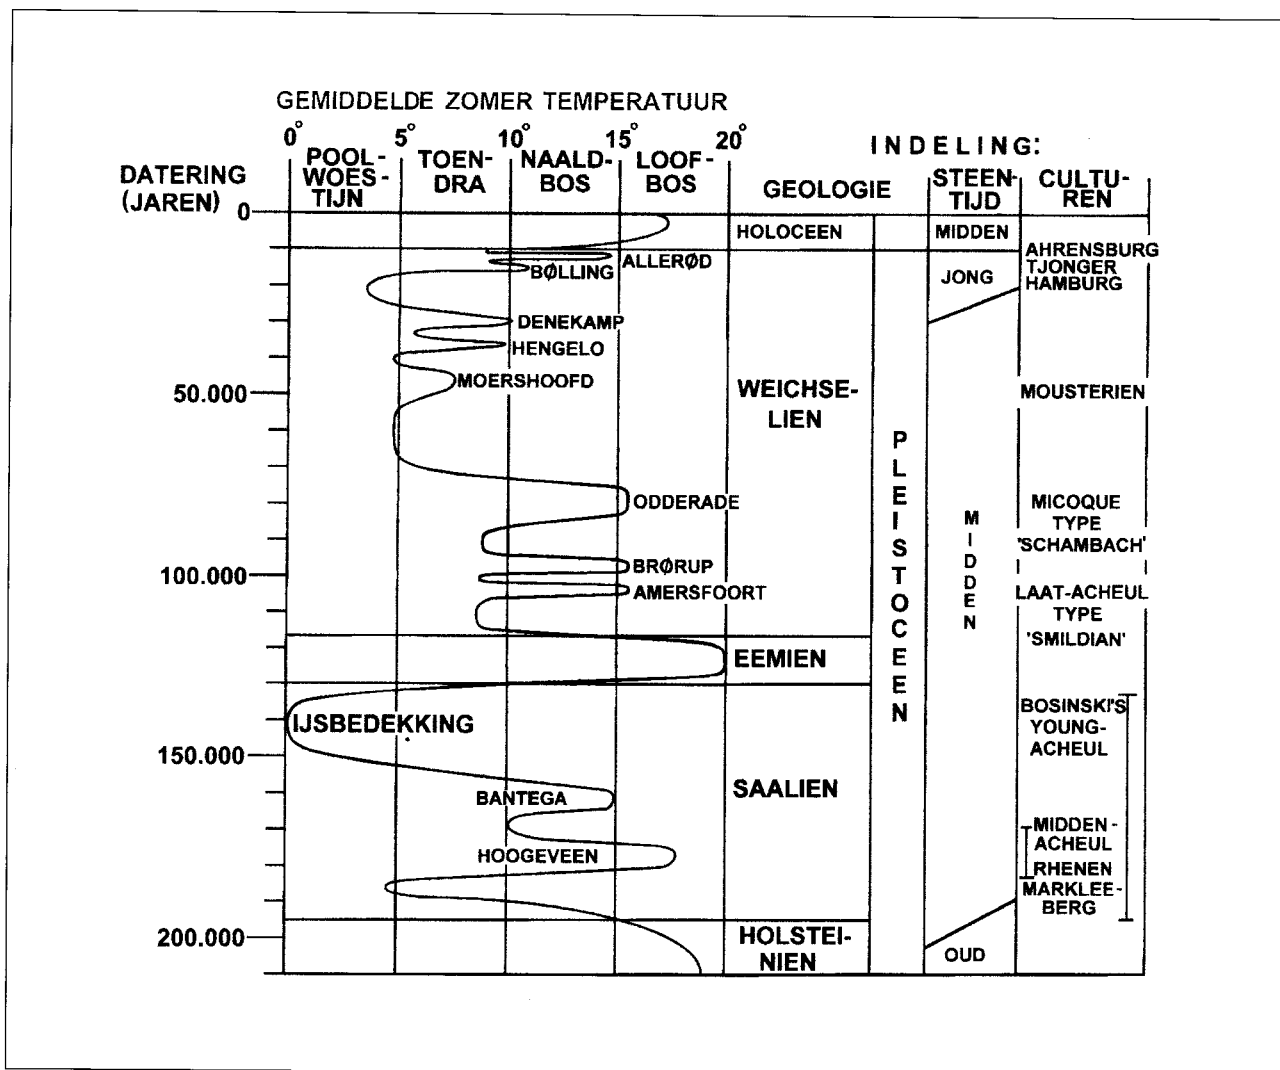 GEMIDDELDE ZOMER TEMPERATUUR
0° 5° 10° 15° 20°
INDELING:
DATERING
(JAREN)
POOL-
WOES-
TIJN
TOEN-
DRA
NAALD-
BOS
LOOF-
BOS
GEOLOGIE
STEEN-
TIJD
CULTU-
REN
0
50.000
100.000
150.000
200.000
ALLERØD
BØLLING
DENEKAMP
HENGELO
MOERSHOOFD
ODDERADE
BRØRUP
AMERSFOORT
IJSBEDEKKING
BANTEGA
HOOGEVEEN
HOLOCEEN
WEICHSE-
LIEN
EEMIEN
SAALIEN
HOLSTEI-
NIEN
PLEISTOCEEN
MIDDEN
JONG
MIDDEN
OUD
AHRENSBURG
TJONGER
HAMBURG
MOUSTERIEN
MICOQUE
TYPE
'SCHAMBACH'
LAAT-ACHEUL
TYPE
'SMILDIAN'
BOSINSKI'S
YOUNG-
ACHEUL
MIDDEN-
ACHEUL
RHENEN
MARKLEE-
BERG